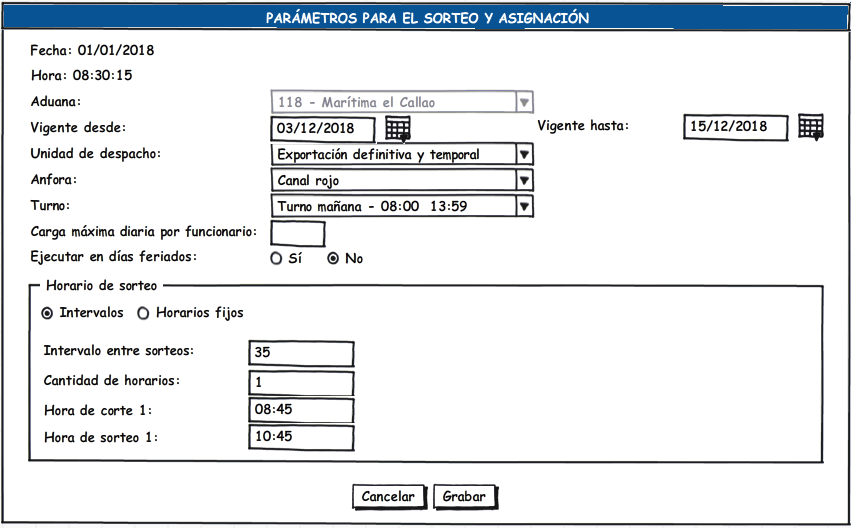 PARÁMETROS PARA EL SORTEO Y ASIGNACIÓN
Fecha: 01/01/2018
Hora: 08:30:15
Aduana: 118 - Marítima el Callao
Vigente desde: 03/12/2018 Vigente hasta: 15/12/2018
Unidad de despacho: Exportación definitiva y temporal
Anfora: Canal rojo
Turno: Turno mañana - 08:00 13:59
Carga máxima diaria por funcionario:
Ejecutar en días feriados: Sí No
Horario de sorteo
Intervalos Horarios fijos
Intervalo entre sorteos: 35
Cantidad de horarios: 1
Hora de corte 1: 08:45
Hora de sorteo 1: 10:45
Cancelar Grabar